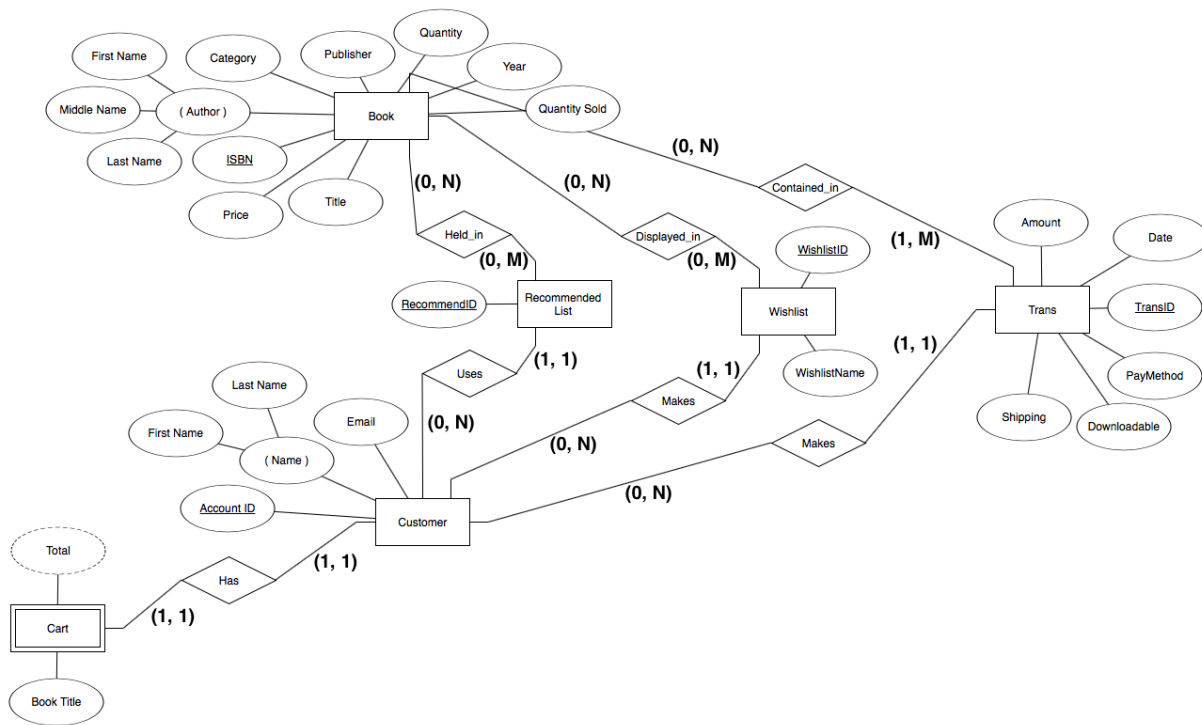 Quantity
First Name
Category
Publisher
Year
Middle Name
( Author )
Book
Quantity Sold
Last Name
ISBN
Price
Title
(0, N)
(0, N)
(0, N)
Contained_in
Held_in
Displayed_in
Amount
Date
(0, M)
(0, M)
WishlistID
(1, M)
RecommendID
Recommended
List
Wishlist
Trans
TransID
(1, 1)
(1, 1)
(1, 1)
Uses
WishlistName
PayMethod
Last Name
Makes
Email
Shipping
Downloadable
First Name
(0, N)
(0, N)
Makes
( Name )
(0, N)
Account ID
Customer
Total
Has
(1, 1)
(1, 1)
Cart
Book Title